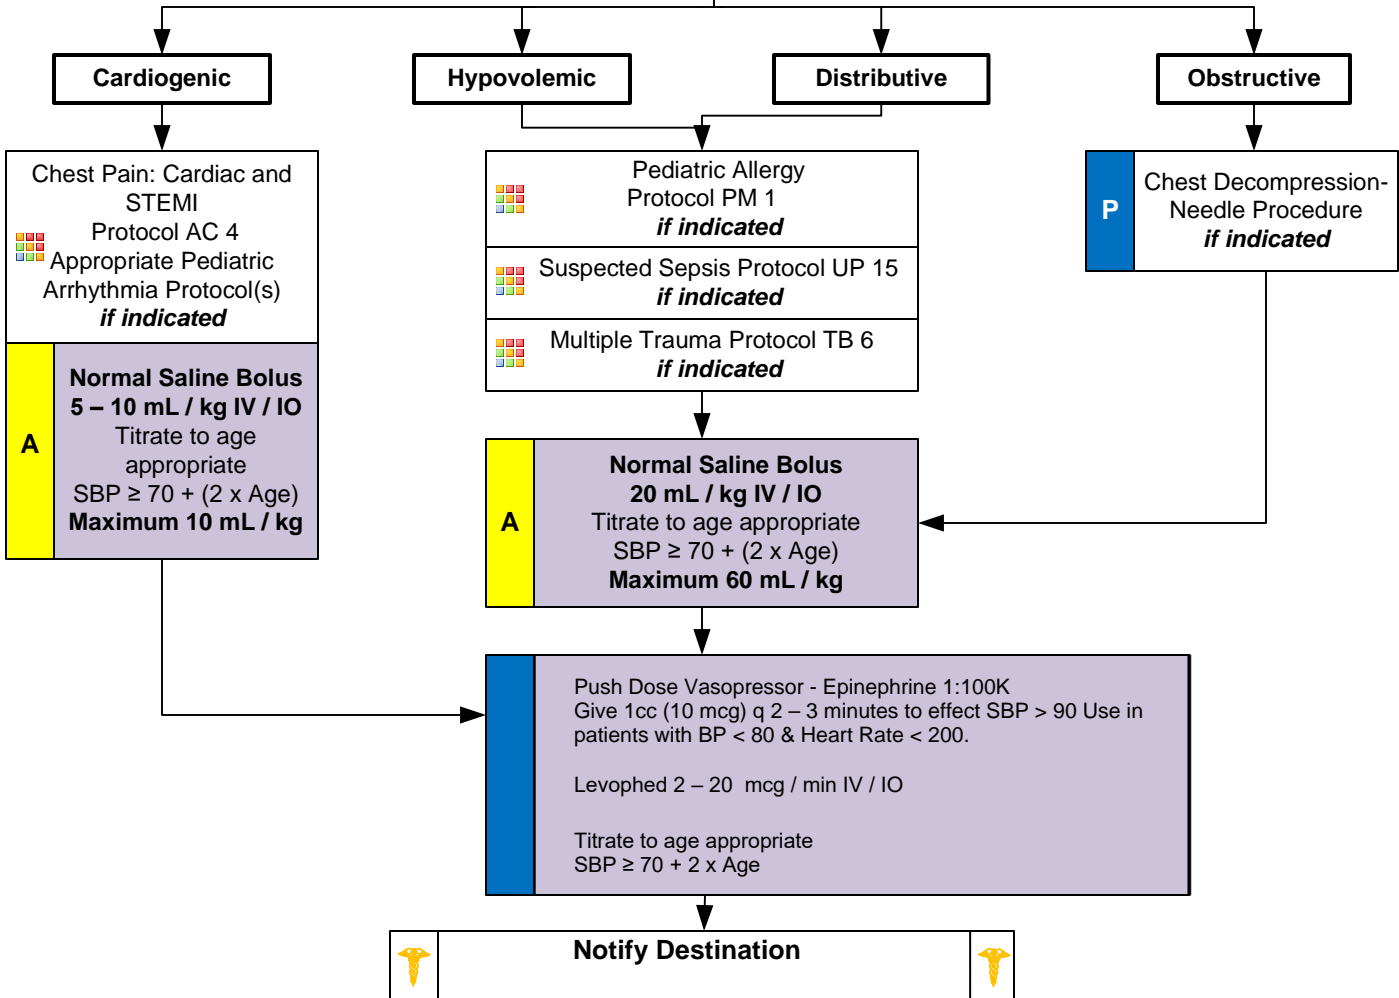 Cardiogenic
Hypovolemic
Distributive
Obstructive
Chest Pain: Cardiac and
STEMI
Protocol AC 4
Appropriate Pediatric
Arrhythmia Protocol(s)
if indicated
A
Normal Saline Bolus
5 – 10 mL / kg IV / IO
Titrate to age
appropriate
SBP ≥ 70 + (2 x Age)
Maximum 10 mL / kg
Pediatric Allergy
Protocol PM 1
if indicated
Suspected Sepsis Protocol UP 15
if indicated
Multiple Trauma Protocol TB 6
if indicated
P
Chest Decompression-
Needle Procedure
if indicated
A
Normal Saline Bolus
20 mL / kg IV / IO
Titrate to age appropriate
SBP ≥ 70 + (2 x Age)
Maximum 60 mL / kg
Push Dose Vasopressor - Epinephrine 1:100K
Give 1cc (10 mcg) q 2 – 3 minutes to effect SBP > 90 Use in
patients with BP < 80 & Heart Rate < 200.
Levophed 2 – 20 mcg / min IV / IO
Titrate to age appropriate
SBP ≥ 70 + 2 x Age
Notify Destination